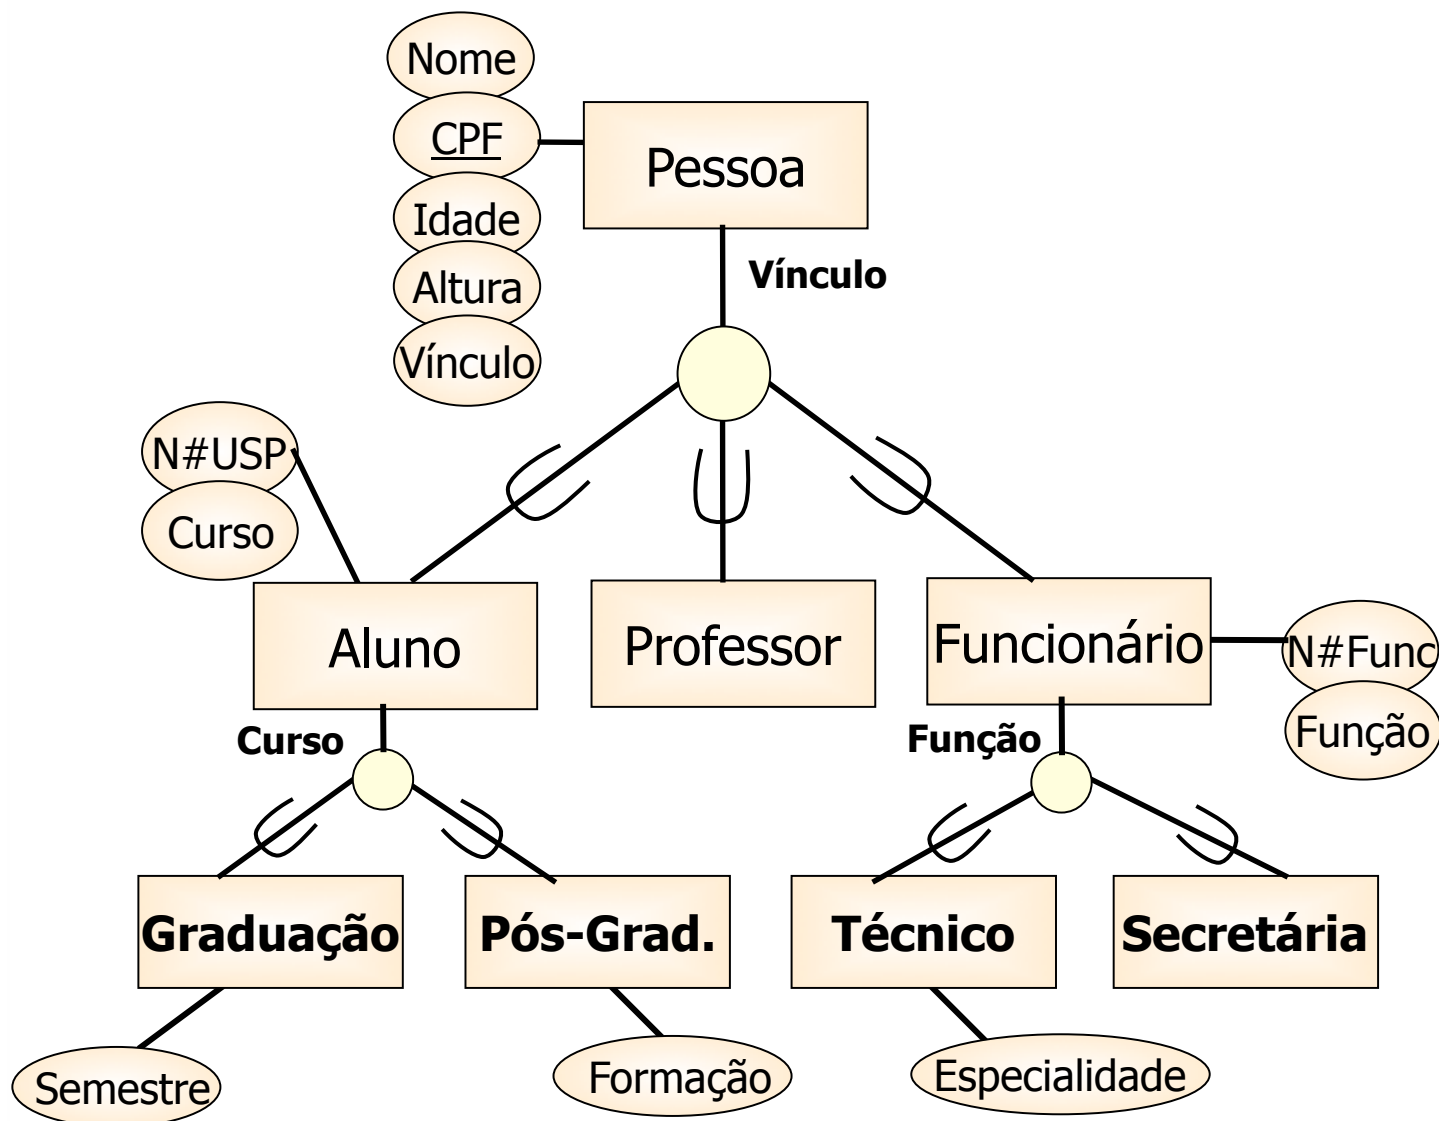 Nome
CPF
Pessoa
Idade
Altura
Vínculo
Vínculo
N#USP
Curso
Aluno
Professor
Funcionário
N#Func
Função
Curso
Função
Graduação
Pós-Grad.
Técnico
Secretária
Semestre
Formação
Especialidade